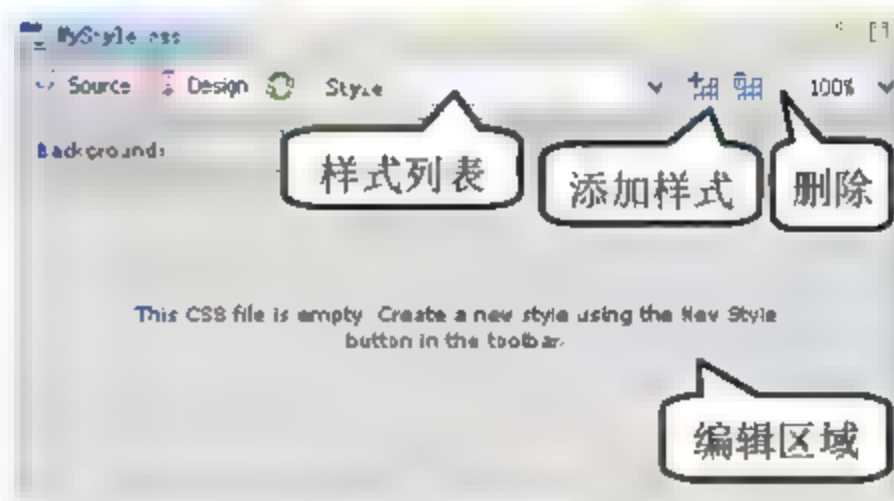 MyStyle.css
Source Design Style 100%
Background:
样式列表
添加样式
删除
This CSS file is empty. Create a new style using the New Style
button in the toolbar.
编辑区域